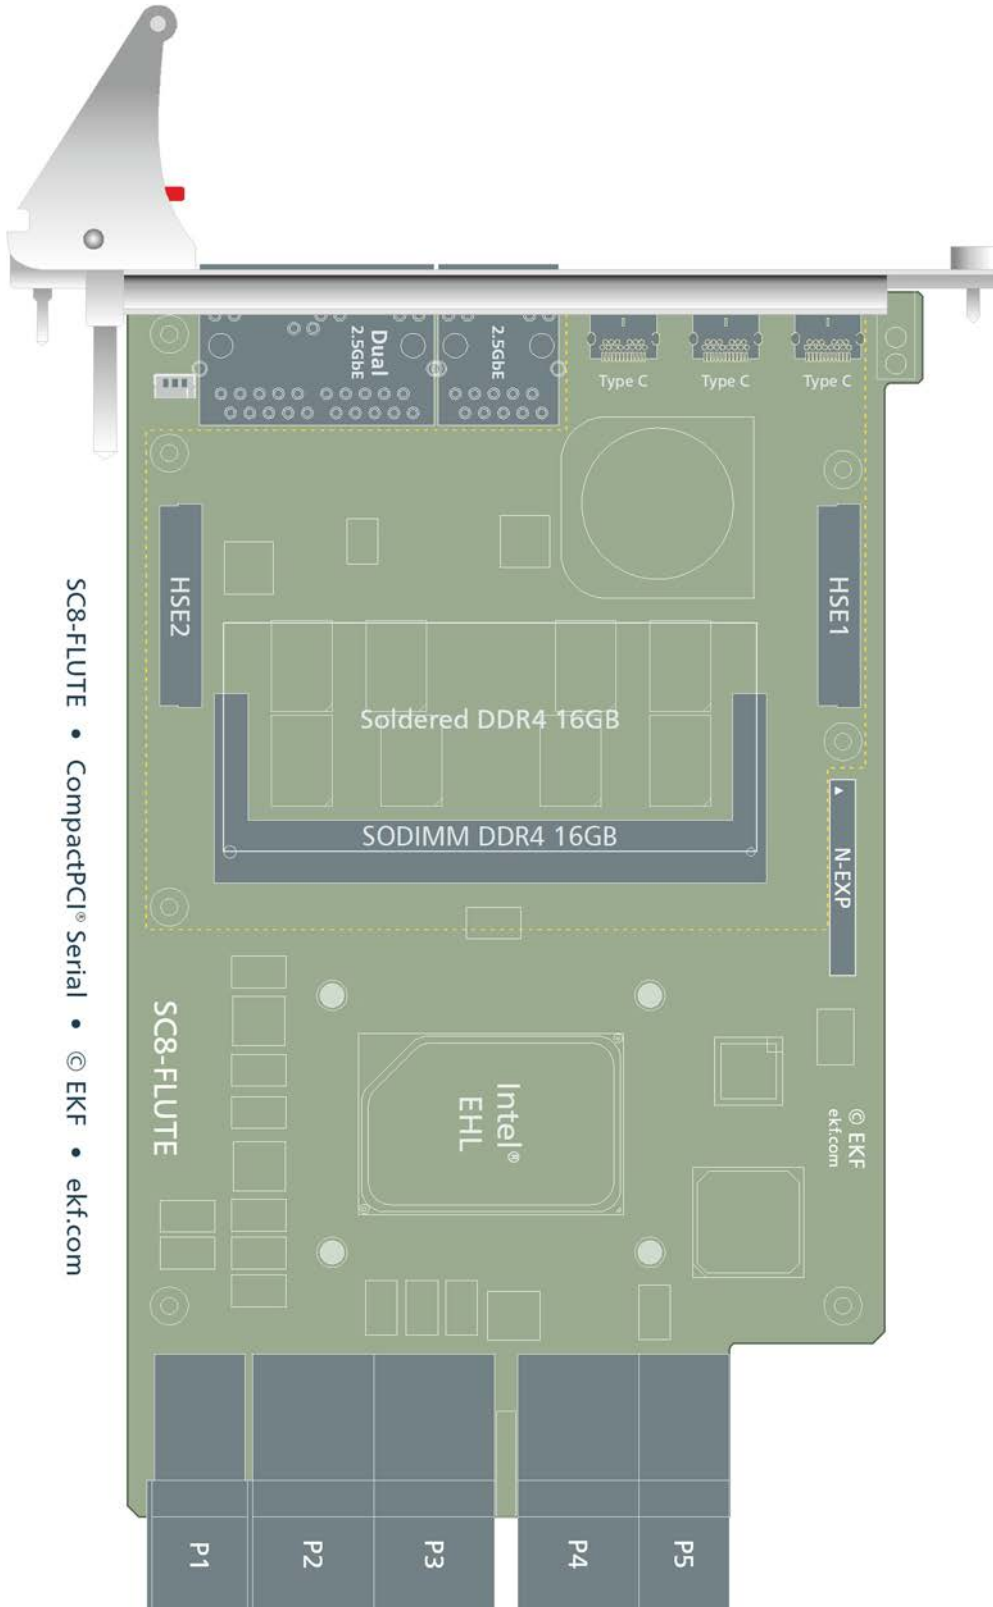 Dual
2.5GbE
2.5GbE
Type C
Type C
Type C
HSE2
HSE1
Soldered DDR4 16GB
SODIMM DDR4 16GB
N-EXP
SC8-FLUTE • CompactPCI® Serial • © EKF • ekf.com
SC8-FLUTE
Intel®
EHL
© EKF
ekf.com
P1
P2
P3
P4
P5